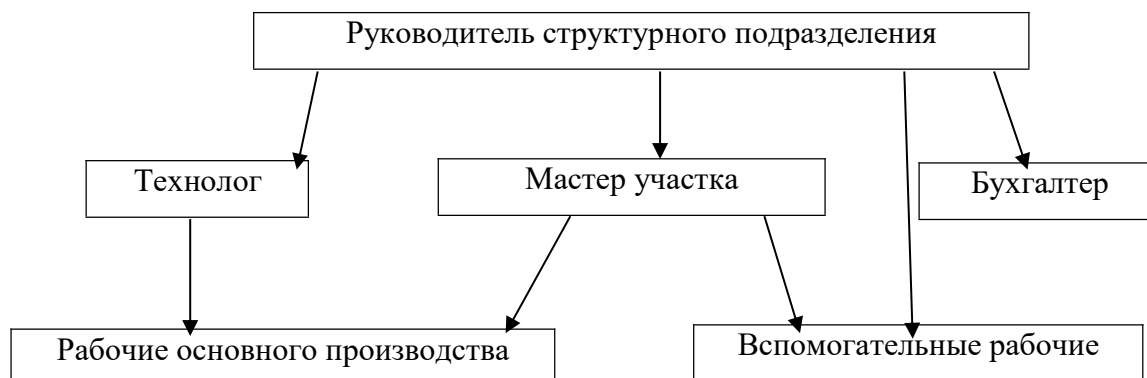 Руководитель структурного подразделения
Технолог
Мастер участка
Бухгалтер
Рабочие основного производства
Вспомогательные рабочие